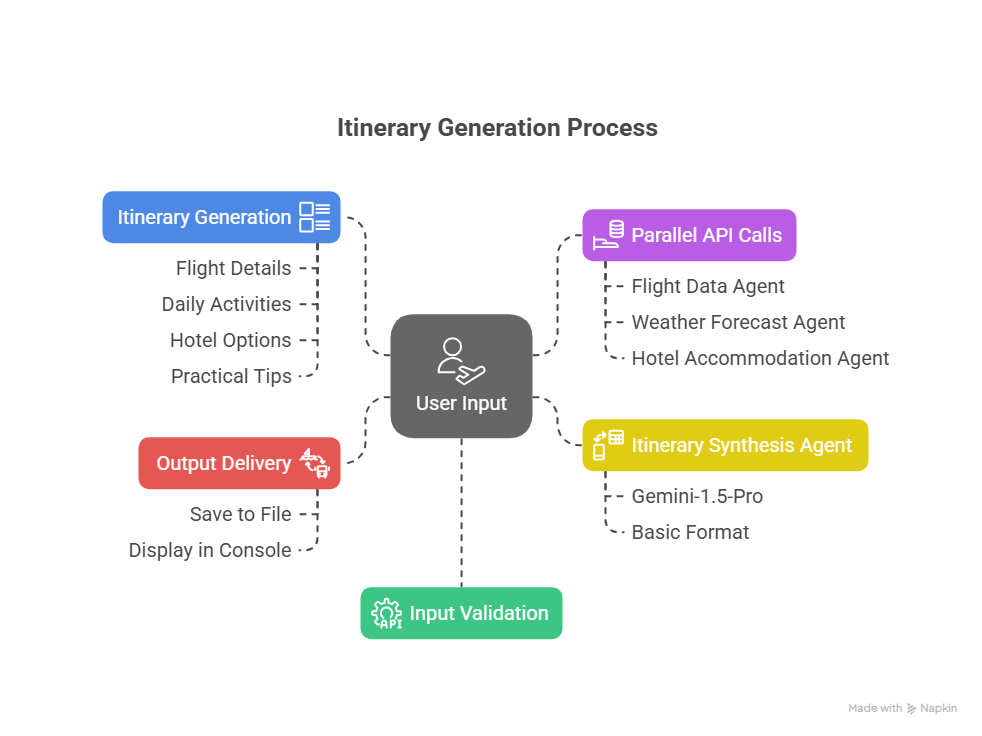 Itinerary Generation Process
Itinerary Generation
Flight Details
Daily Activities
Hotel Options
Practical Tips
Parallel API Calls
Flight Data Agent
Weather Forecast Agent
Hotel Accommodation Agent
User Input
Output Delivery
Save to File
Display in Console
Itinerary Synthesis Agent
Gemini-1.5-Pro
Basic Format
API
Input Validation
Made with Napkin